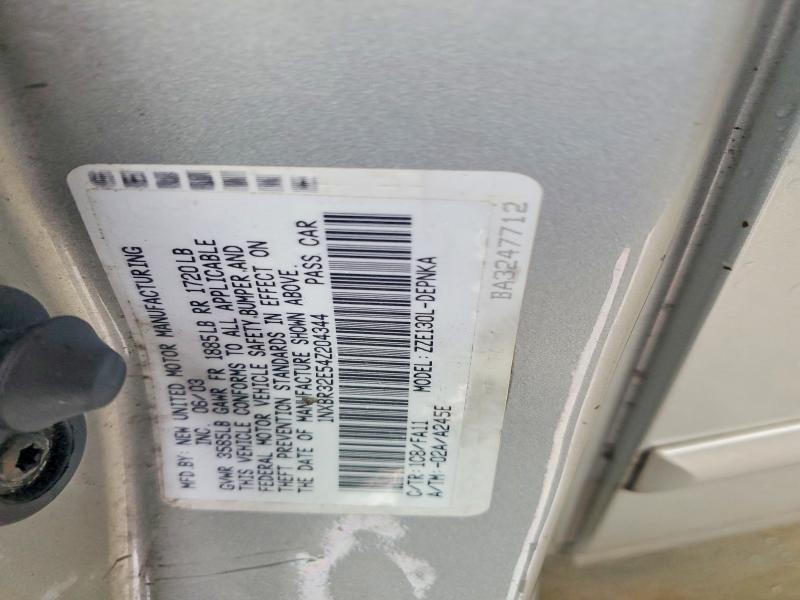 MFD.BY: NEW UNITED MOTOR MANUFACTURING
INC. 06/03
GVWR 3585LB GAWR FR 1885LB RR 1720LB
THIS VEHICLE CONFORMS TO ALL APPLICABLE
FEDERAL MOTOR VEHICLE SAFETY,BUMPER,AND
THEFT PREVENTION STANDARDS IN EFFECT ON
THE DATE OF MANUFACTURE SHOWN ABOVE.
1NXBR32E54Z204344 PASS CAR
C/TR:1C8/FA11 MODEL:ZZE130L-DEPNKA
A/TM-02A/A245E
BA3247712